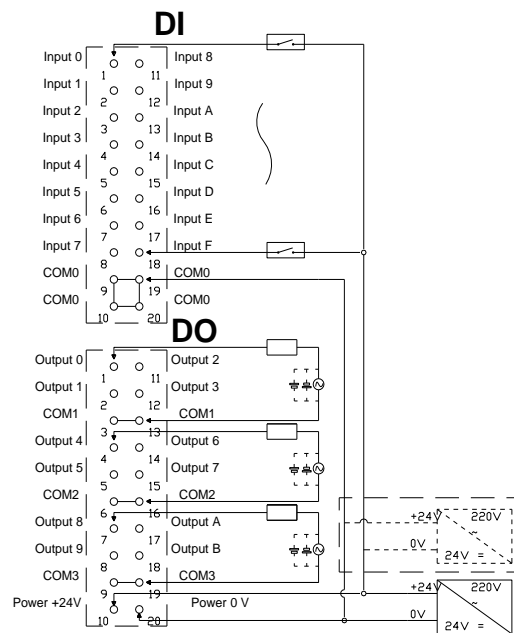 DI
Input 0 Input 8
1 11
Input 1 Input 9
2 12
Input 2 Input A
3 13
Input 3 Input B
4 14
Input 4 Input C
5 15
Input 5 Input D
6 16
Input 6 Input E
7 17
Input 7 Input F
8 18
COM0 COM0
9 19
COM0 COM0
10 20
DO
Output 0 Output 2
1 11
Output 1 Output 3
2 12
COM1 COM1
3 13
Output 4 Output 6
4 14
Output 5 Output 7
5 15
COM2 COM2
6 16
Output 8 Output A
7 17
Output 9 Output B
8 18
COM3 COM3
9 19
Power +24V Power 0 V
10 20
+24V 220V
~
0V
24V =
+24V 220V
~
0V
24V =